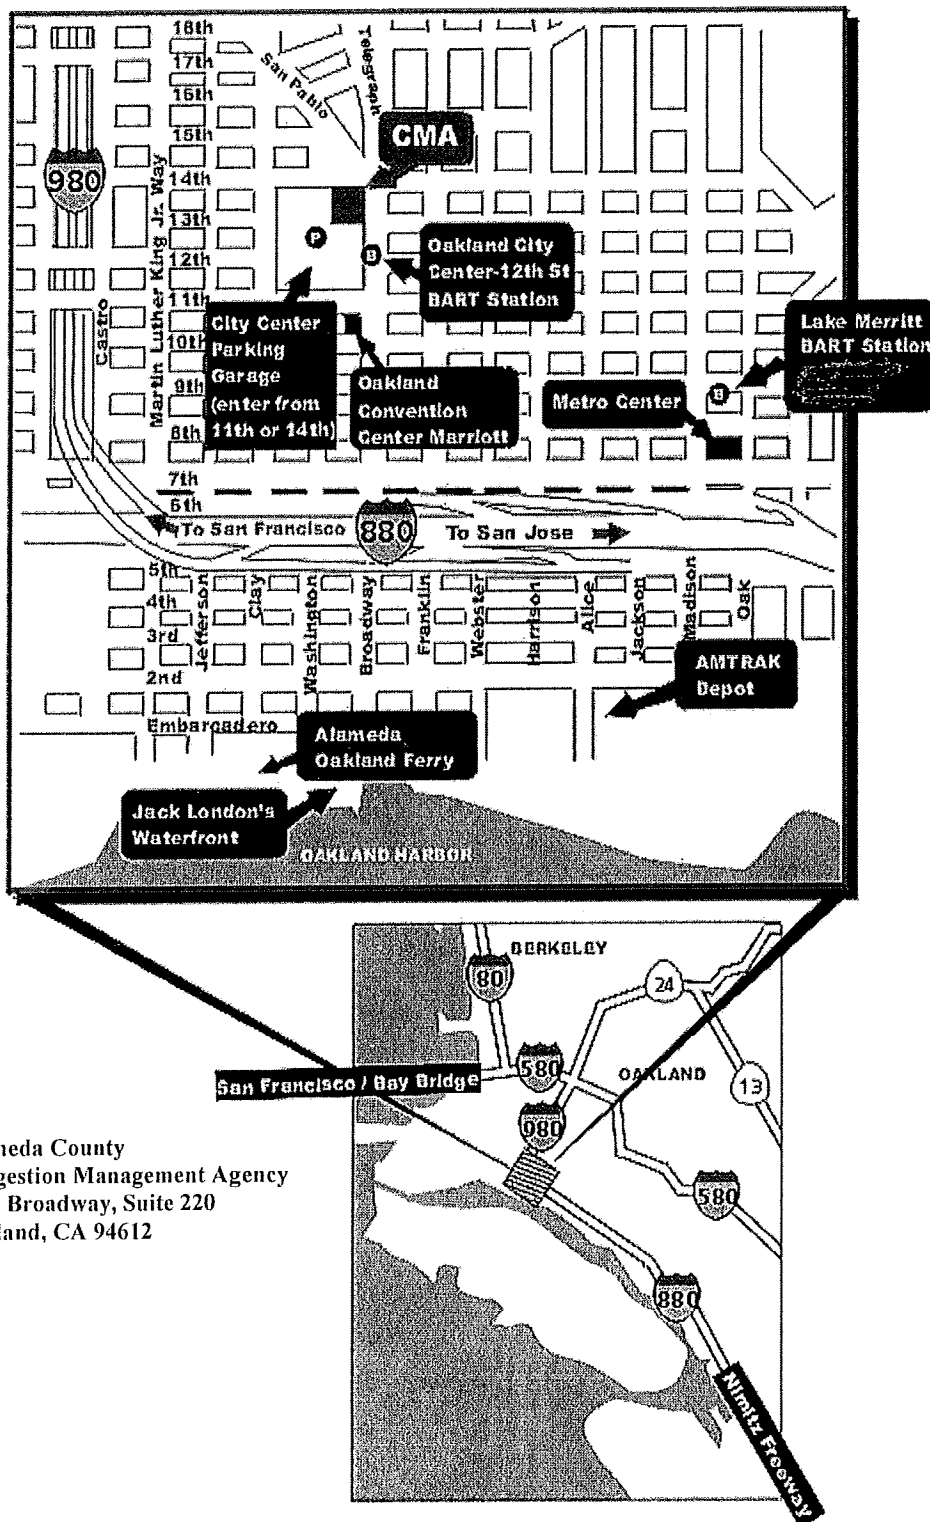 18th
17th
16th
15th
14th
13th
12th
11th
10th
9th
8th
7th
6th
5th
4th
3rd
2nd
Embarcadero
San Pablo
Telegraph
CMA
980
Martin Luther King Jr. Way
Castro
P
B
Oakland City
Center-12th St
BART Station
City Center
Parking
Garage
(enter from
11th or 14th)
Oakland
Convention
Center Marriott
Lake Merritt
BART Station
B
Metro Center
To San Francisco
880
To San Jose
Jefferson
Clay
Washington
Broadway
Franklin
Webster
Harrison
Alice
Jackson
Madison
Oak
AMTRAK
Depot
Alameda
Oakland Ferry
Jack London's
Waterfront
OAKLAND HARBOR
BERKELEY
80
24
580
OAKLAND
13
San Francisco / Bay Bridge
980
580
880
Nimitz Freeway
neda County
gestion Management Agency
Broadway, Suite 220
land, CA 94612